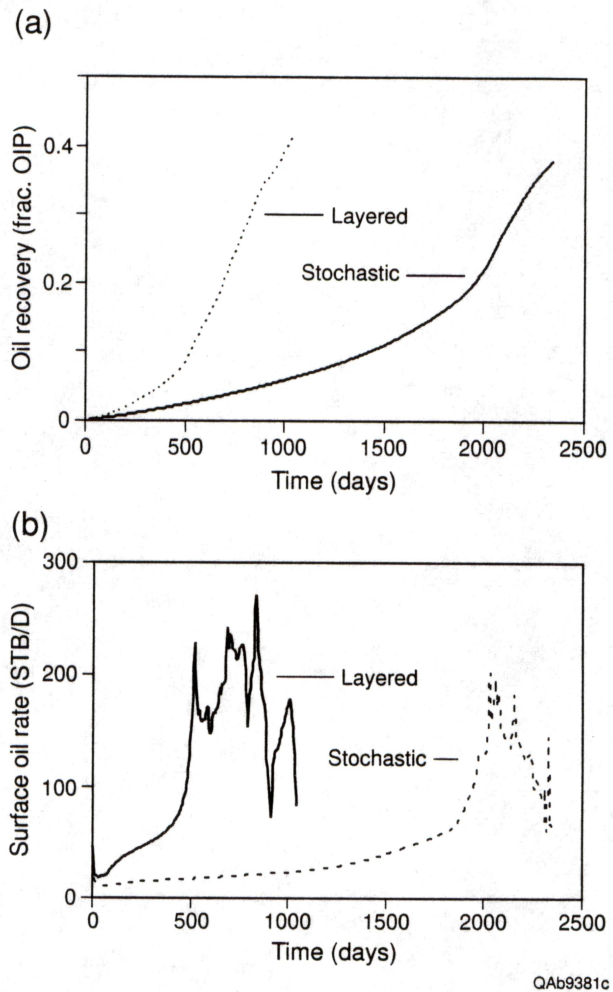 (a)
Oil recovery (frac. OIP)
0.4
0.2
0
Layered
Stochastic
0 500 1000 1500 2000 2500
Time (days)
(b)
Surface oil rate (STB/D)
300
200
100
0
Layered
Stochastic
0 500 1000 1500 2000 2500
Time (days)
QAb9381c